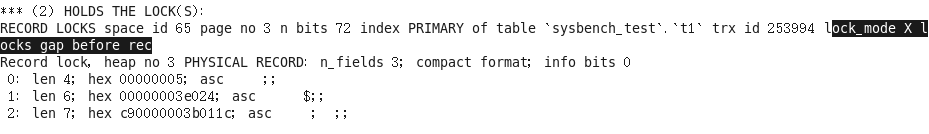 *** (2) HOLDS THE LOCK(S):
RECORD LOCKS space id 65 page no 3 n bits 72 index PRIMARY of table `sysbench_test`.`t1` trx id 253994 lock_mode X l
ocks gap before rec
Record lock, heap no 3 PHYSICAL RECORD: n_fields 3; compact format; info bits 0
0: len 4; hex 00000005; asc     ;;
1: len 6; hex 00000003e024; asc      $;;
2: len 7; hex c90000003b011c; asc     ;  ;;